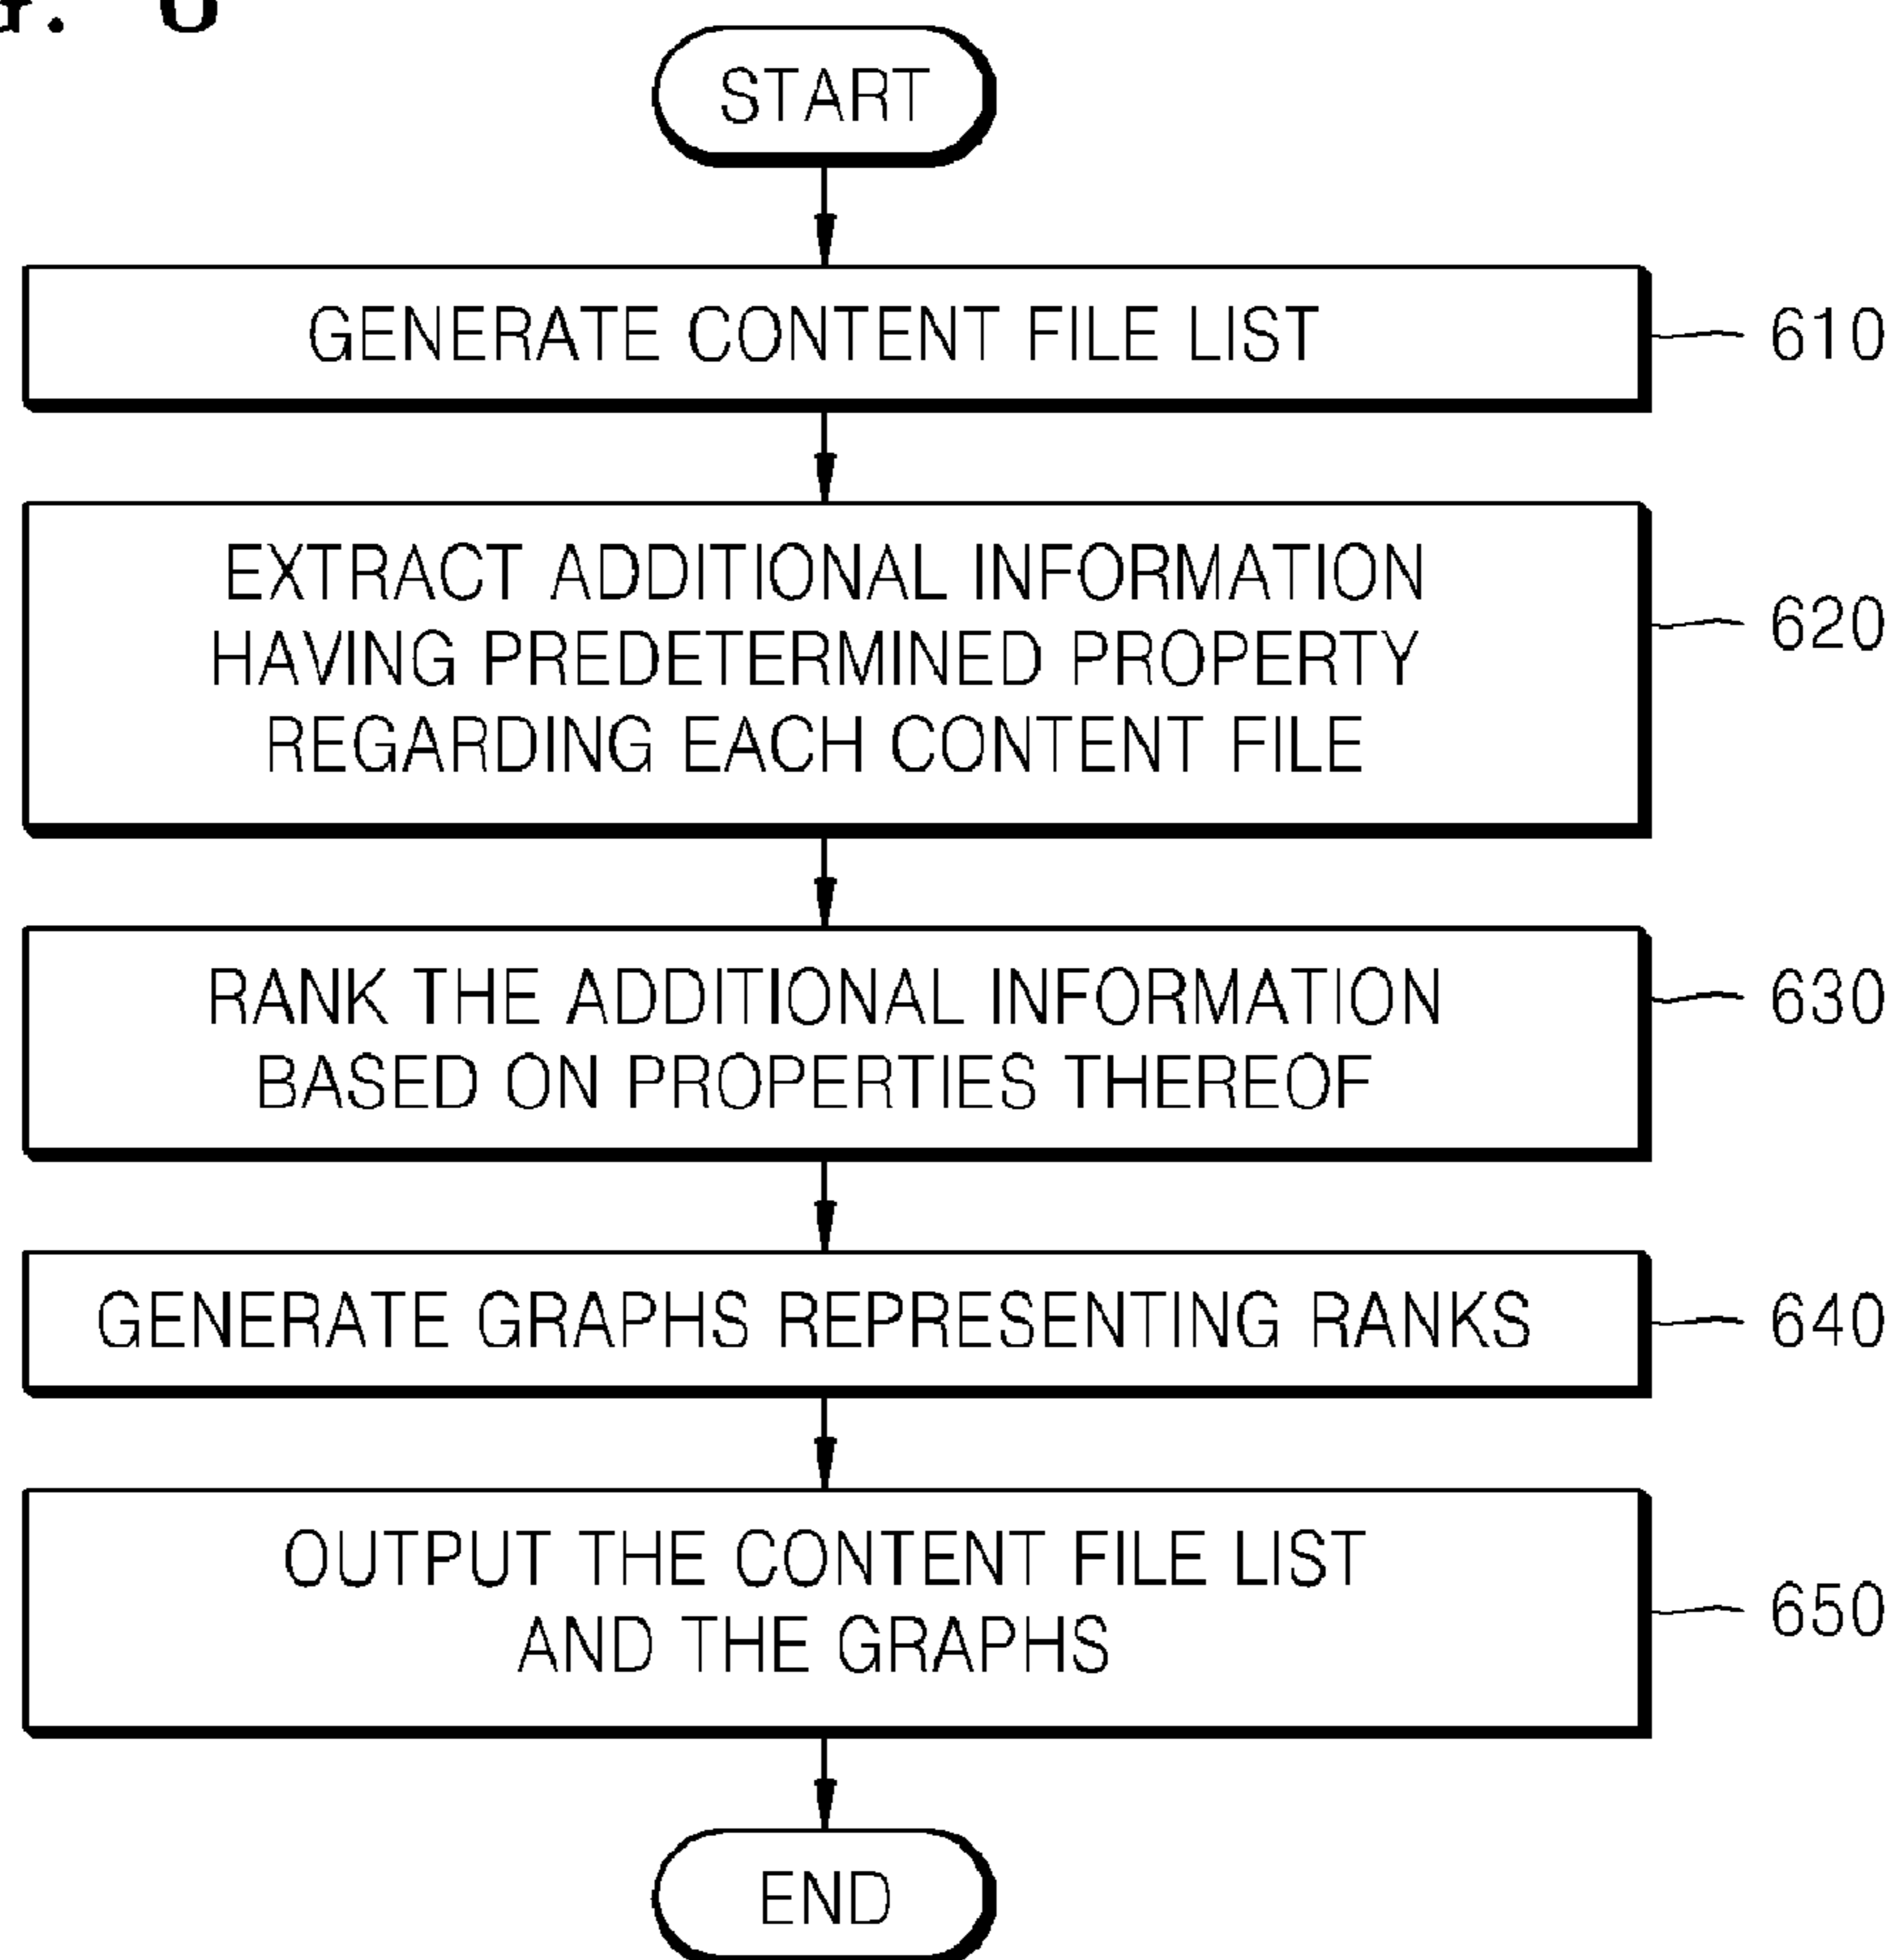 START
GENERATE CONTENT FILE LIST
610
EXTRACT ADDITIONAL INFORMATION
HAVING PREDETERMINED PROPERTY
REGARDING EACH CONTENT FILE
620
RANK THE ADDITIONAL INFORMATION
BASED ON PROPERTIES THEREOF
630
GENERATE GRAPHS REPRESENTING RANKS
640
OUTPUT THE CONTENT FILE LIST
AND THE GRAPHS
650
END